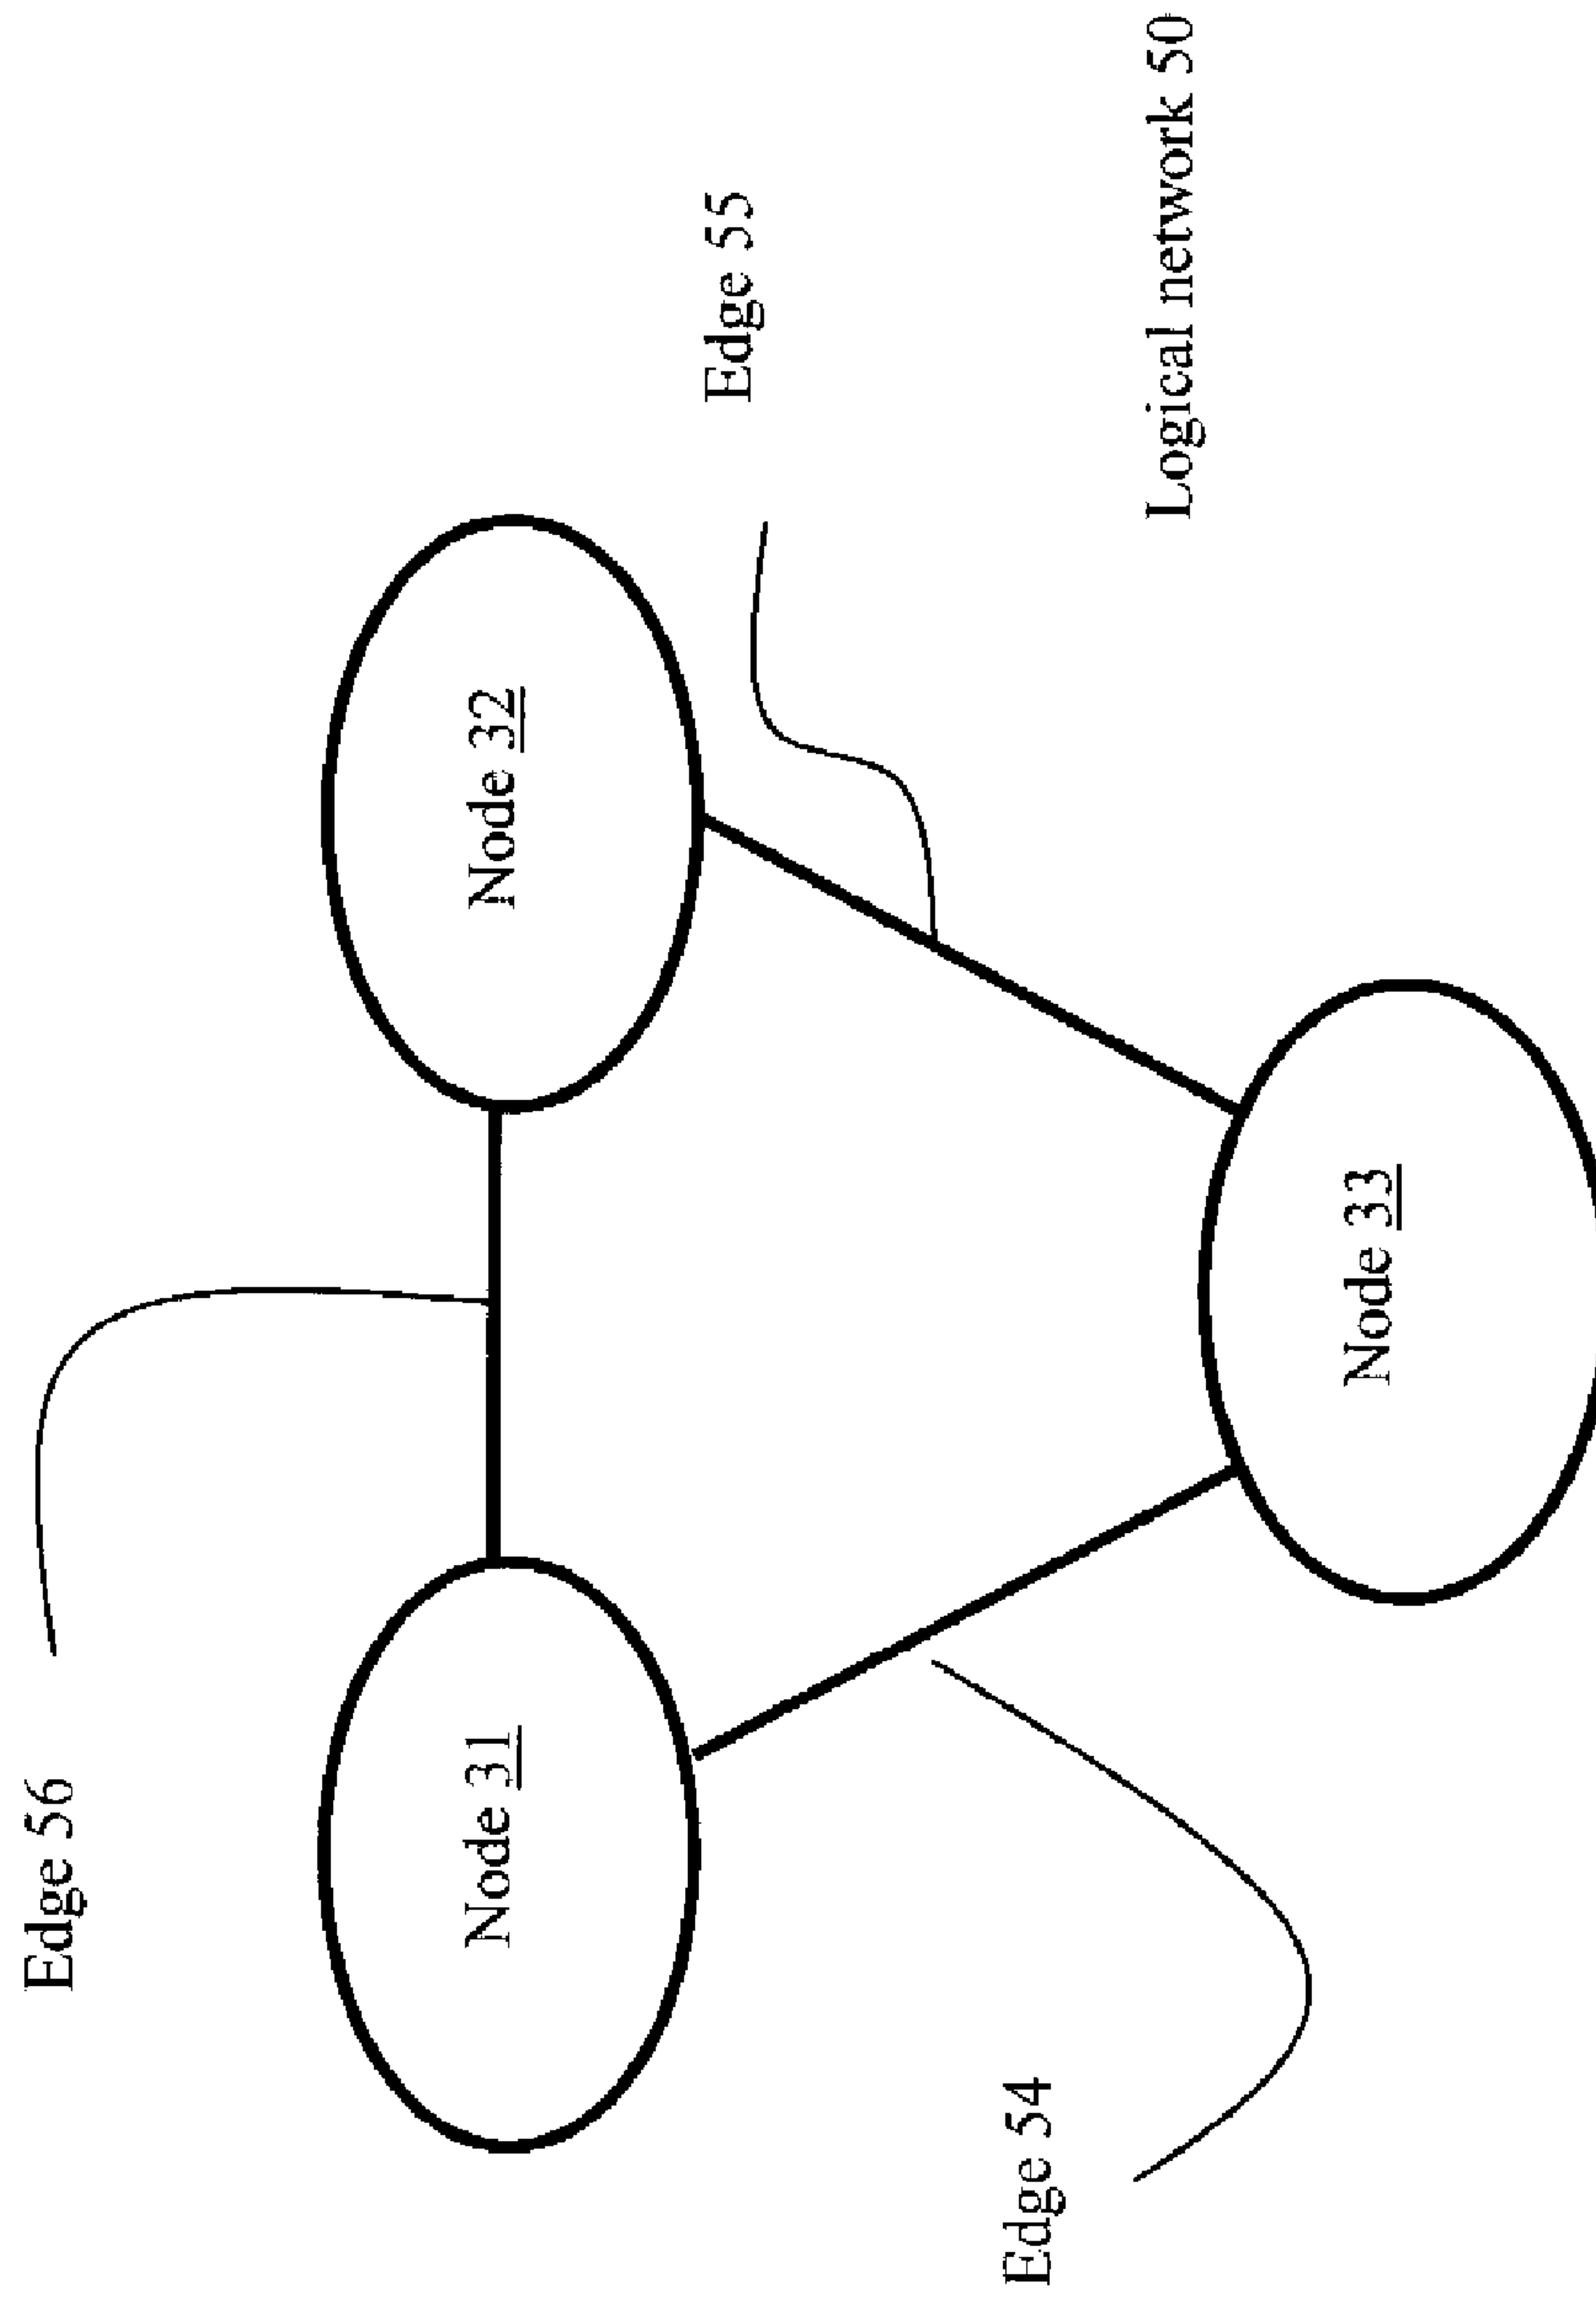 Edge 56
Node 31
Node 32
Edge 55
Edge 54
Logical network 50
Node 33